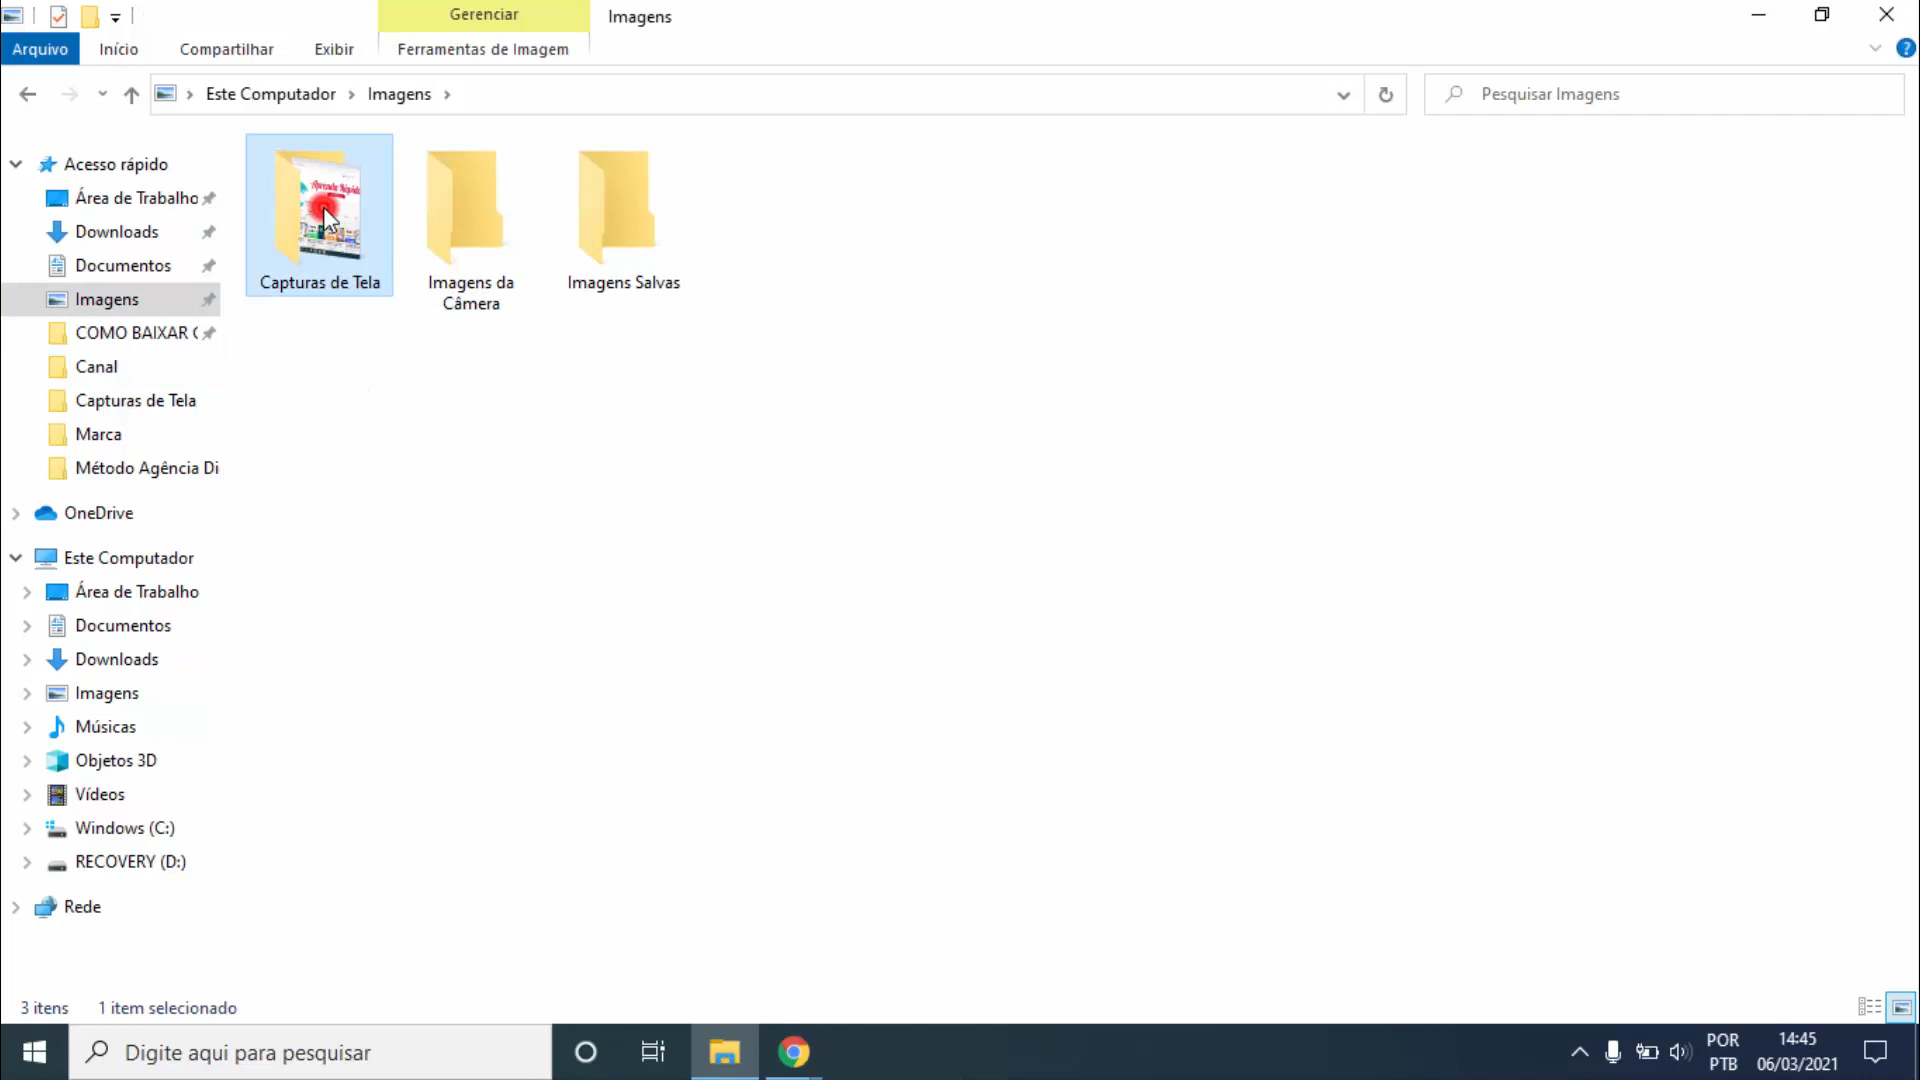 Gerenciar
Imagens
Arquivo
Início
Compartilhar
Exibir
Ferramentas de Imagem
Este Computador
Imagens
Pesquisar Imagens
Acesso rápido
Área de Trabalho
Downloads
Documentos
Imagens
COMO BAIXAR
Canal
Capturas de Tela
Marca
Método Agência Di
OneDrive
Este Computador
Área de Trabalho
Documentos
Downloads
Imagens
Músicas
Objetos 3D
Vídeos
Windows (C:)
RECOVERY (D:)
Rede
Aprenda Rápido
Capturas de Tela
Imagens da
Câmera
Imagens Salvas
3 itens
1 item selecionado
Digite aqui para pesquisar
POR
PTB
14:45
06/03/2021